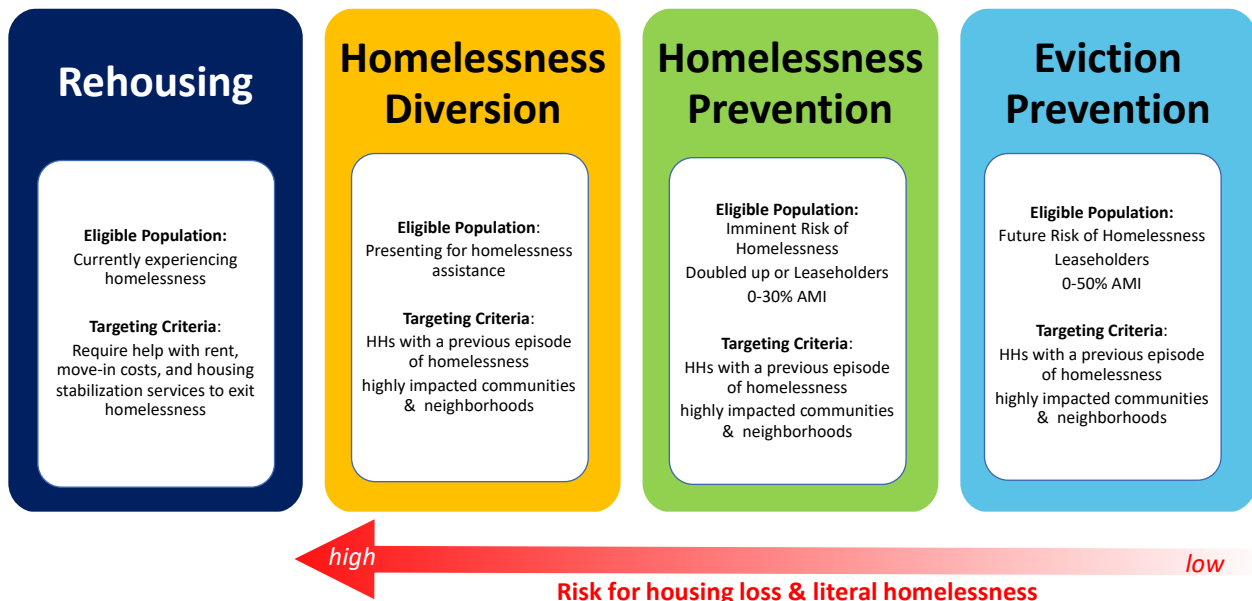 Rehousing
Eligible Population:
Currently experiencing
homelessness
Targeting Criteria:
Require help with rent,
move-in costs, and housing
stabilization services to exit
homelessness
Homelessness
Diversion
Eligible Population:
Presenting for homelessness
assistance
Targeting Criteria:
HHs with a previous episode
of homelessness
highly impacted communities
& neighborhoods
Homelessness
Prevention
Eligible Population:
Imminent Risk of
Homelessness
Doubled up or Leaseholders
0-30% AMI
Targeting Criteria:
HHs with a previous episode
of homelessness
highly impacted communities
& neighborhoods
Eviction
Prevention
Eligible Population:
Future Risk of Homelessness
Leaseholders
0-50% AMI
Targeting Criteria:
HHs with a previous episode
of homelessness
highly impacted communities
& neighborhoods
high
low
Risk for housing loss & literal homelessness